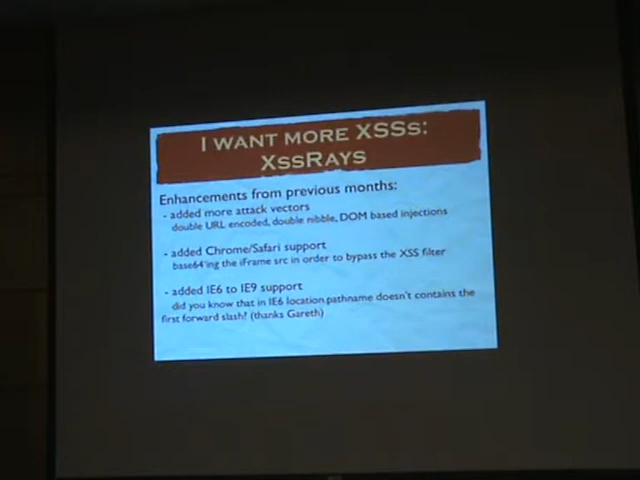 I WANT MORE XSSs:
XSSRAYS
Enhancements from previous months:
- added more attack vectors
double URL encoded, double nibble, DOM based injections
- added Chrome/Safari support
base64'ing the iFrame src in order to bypass the XSS filter
- added IE6 to IE9 support
did you know that in IE6 location.pathname doesn't contains the
first forward slash? (thanks Gareth)